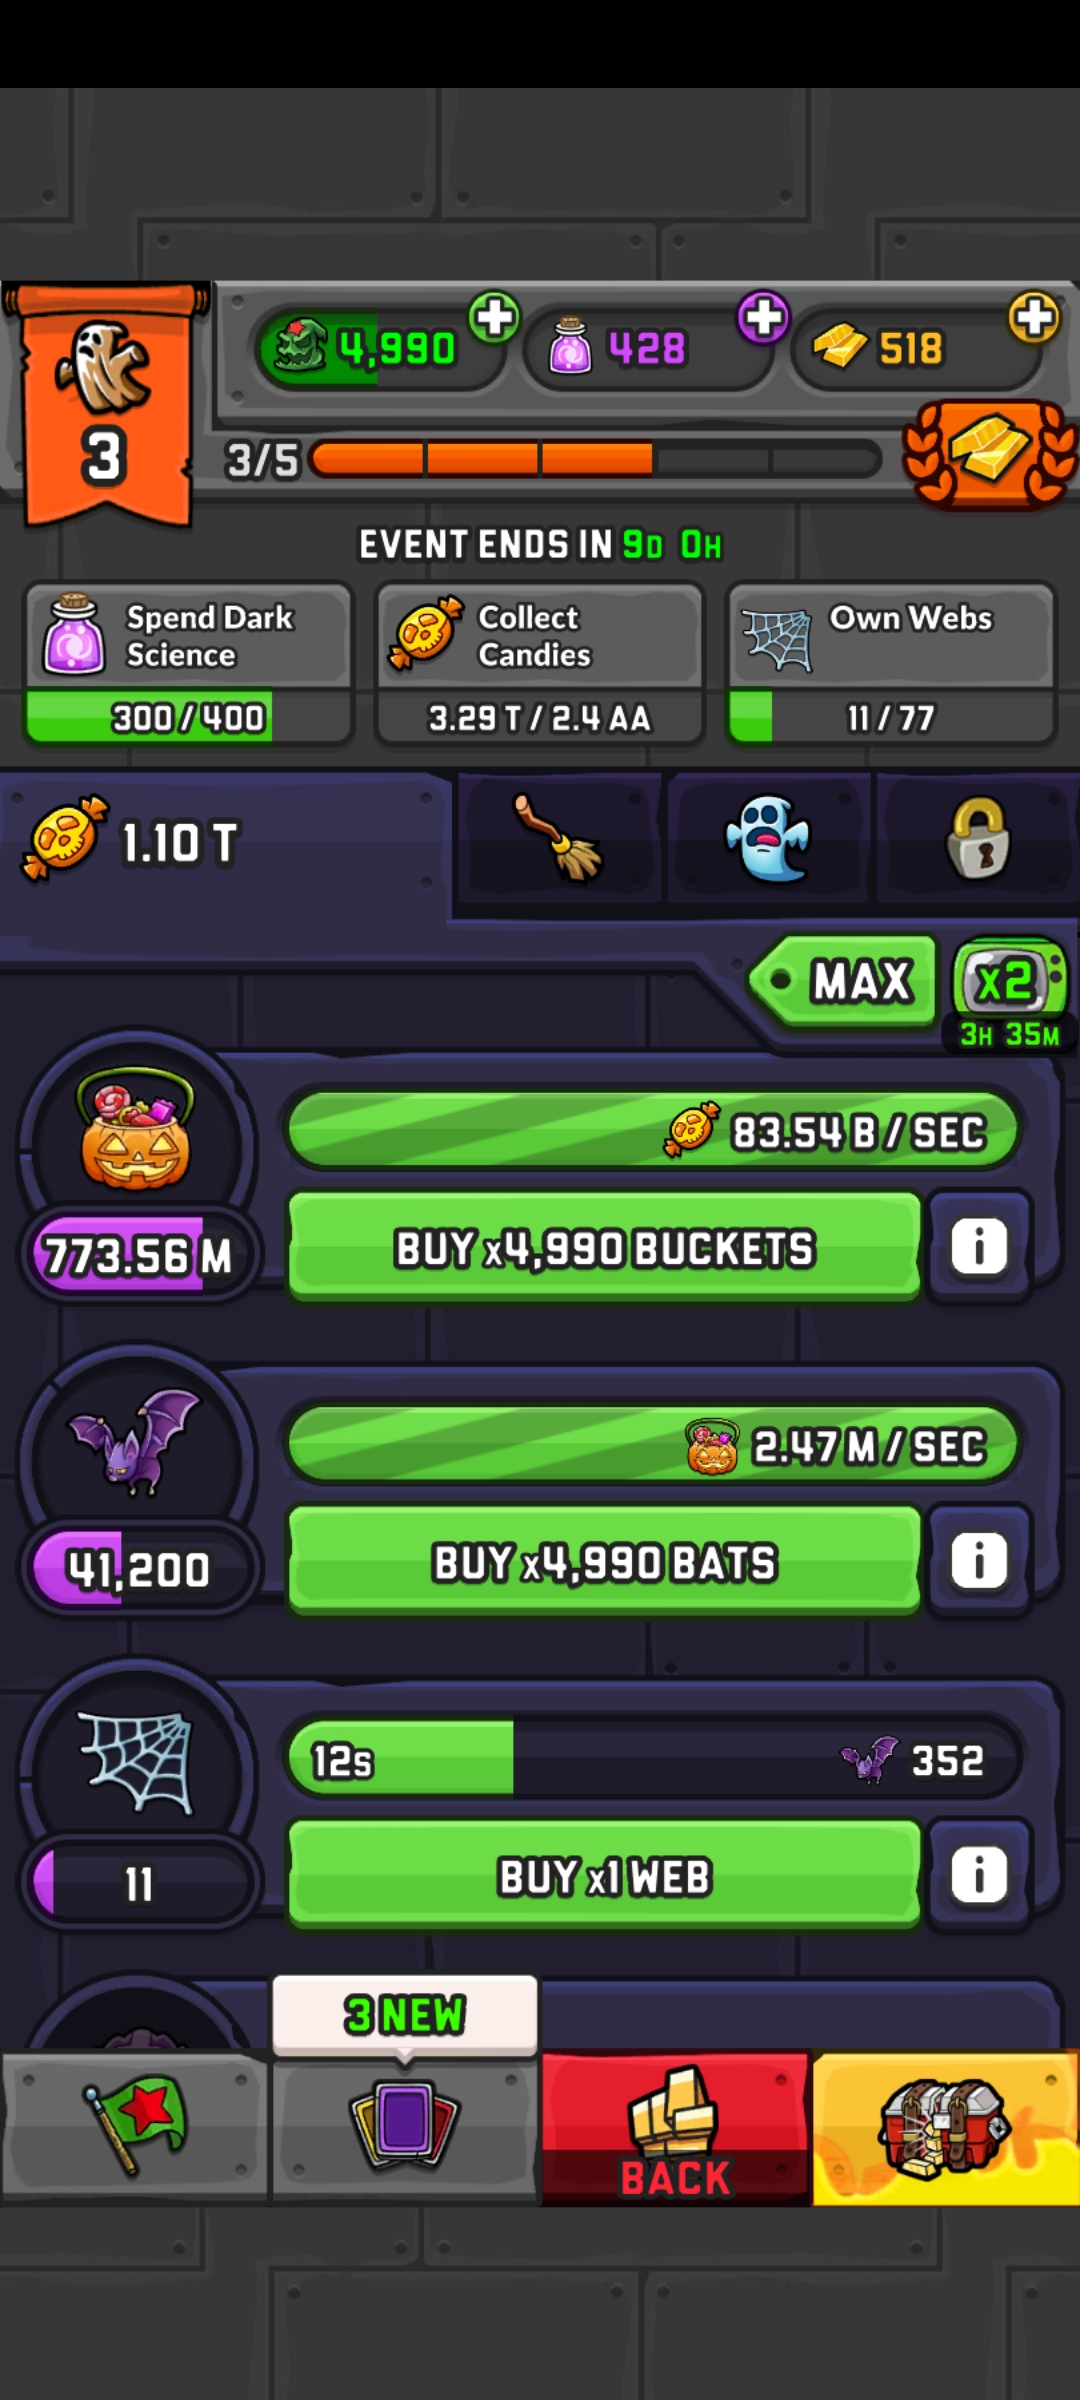 4,990
428
518
3
3/5
EVENT ENDS IN 9D 0H
Spend Dark
Science
300 / 400
Collect
Candies
3.29 T / 2.4 AA
Own Webs
11 / 77
1.10 T
MAX
x2
3H 35M
83.54 B / SEC
773.56 M
BUY x4,990 BUCKETS
i
2.47 M / SEC
41,200
BUY x4,990 BATS
i
12s
352
11
BUY x1 WEB
i
3 NEW
BACK